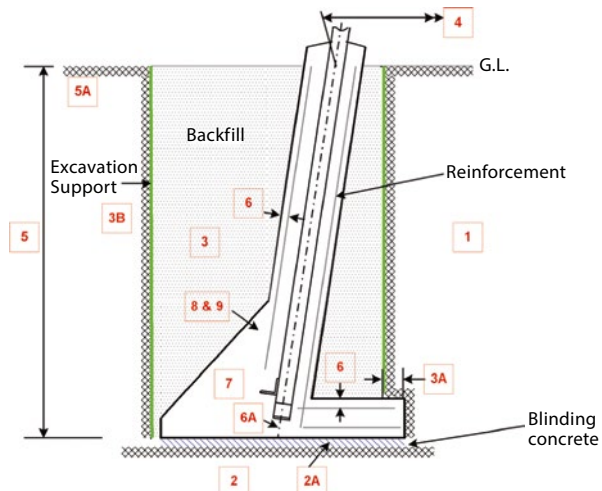 4
G.L.
5A
Backfill
Excavation
Support
Reinforcement
6
3B
5
3
1
8 & 9
6
7
3A
6A
Blinding
concrete
2
2A